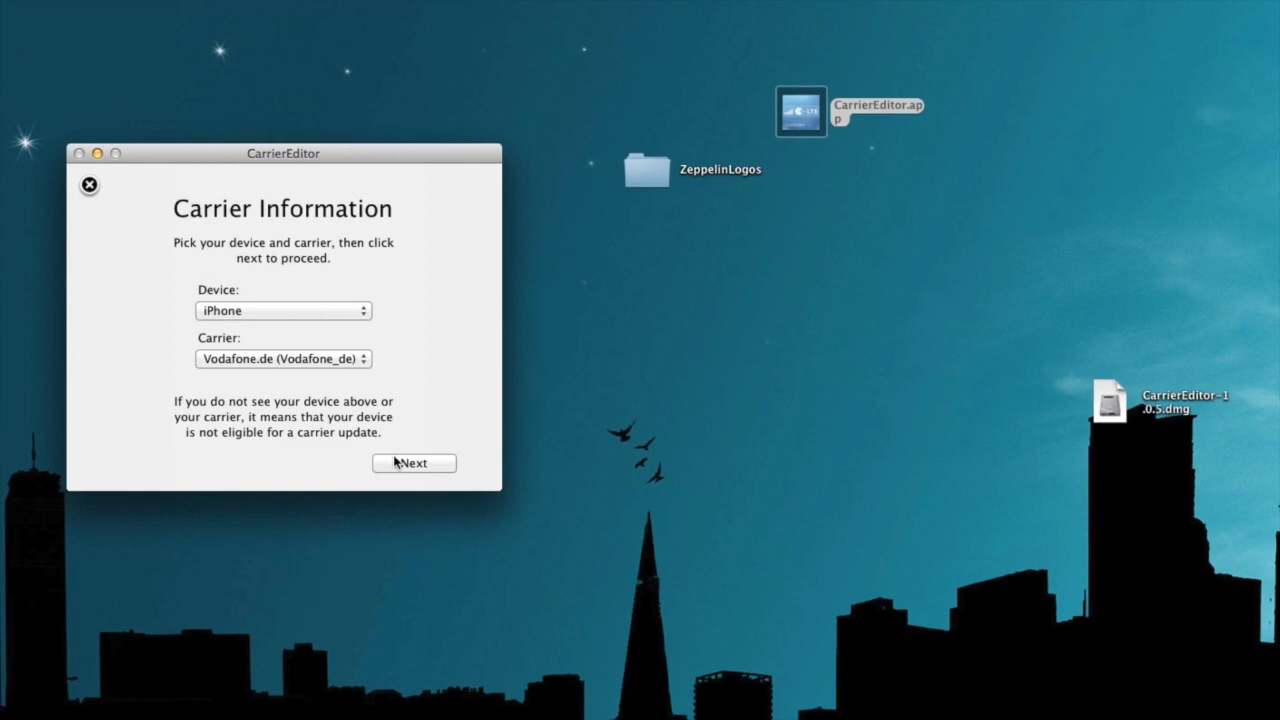 CarrierEditor.ap
p
LTE
CarrierEditor
ZeppelinLogos
Carrier Information
Pick your device and carrier, then click
next to proceed.
Device:
iPhone
Carrier:
Vodafone.de (Vodafone_de)
If you do not see your device above or
your carrier, it means that your device
is not eligible for a carrier update.
Next
CarrierEditor-1
.0.5.dmg